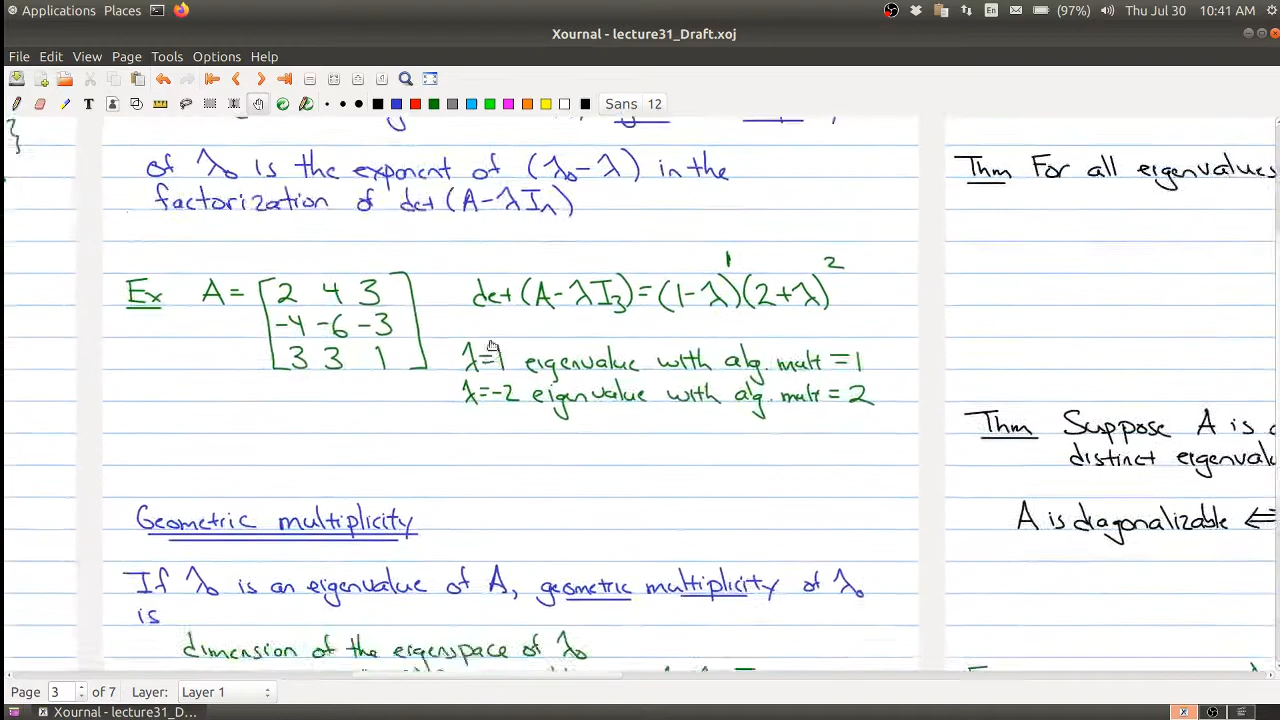 Applications Places En (97%) Thu Jul 30 10:41 AM
Xournal - lecture31_Draft.xoj
File Edit View Page Tools Options Help
Sans 12
of λ₀ is the exponent of (λ₀-λ) in the
factorization of det(A-λIₙ)
Ex A = [2 4 3
-4 -6 -3
3 3 1]
det(A-λI₃)=(1-λ)¹(2+λ)²
λ=1 eigenvalue with alg. mult = 1
λ=-2 eigenvalue with alg. mult = 2
Geometric multiplicity
If λ₀ is an eigenvalue of A, geometric multiplicity of λ₀
is
dimension of the eigenspace of λ₀
Thm For all eigenvalues
Thm Suppose A is
distinct eigenval
A is diagonalizable ⇐
Page 3 of 7 Layer: Layer 1
Xournal - lecture31_D...